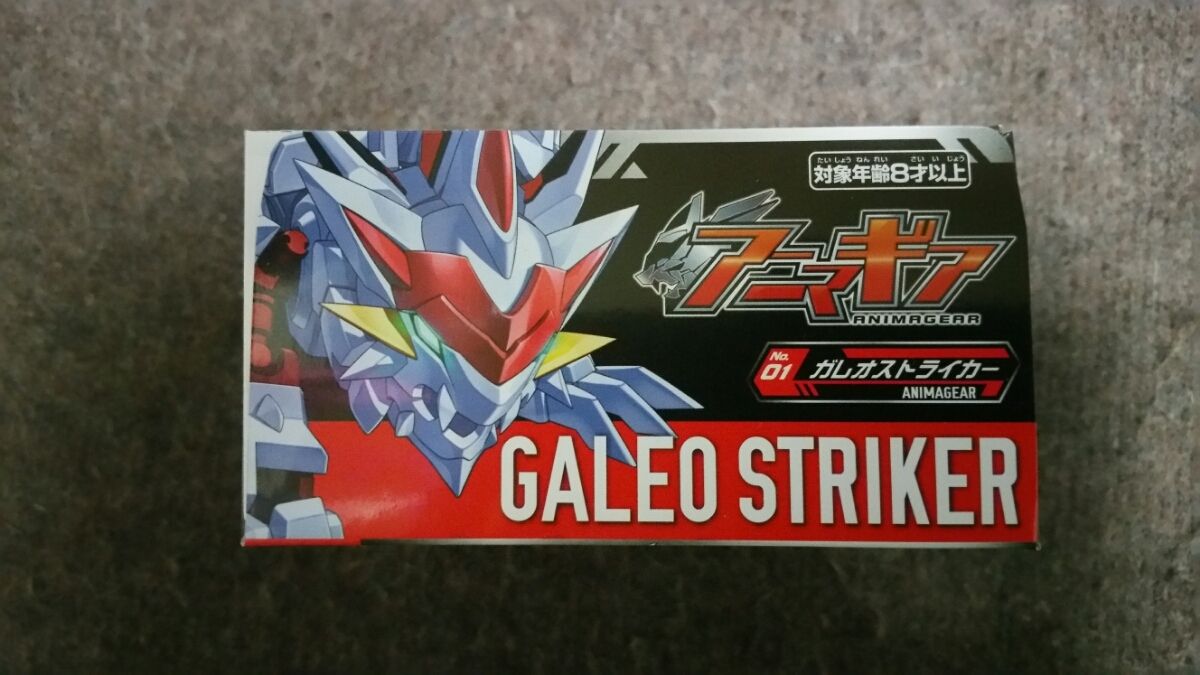 たいしょうねんれい さいいじょう
対象年齢8才以上
アニマギア
ANIMAGEAR
No.
01 ガレオストライカー
ANIMAGEAR
GALEO STRIKER